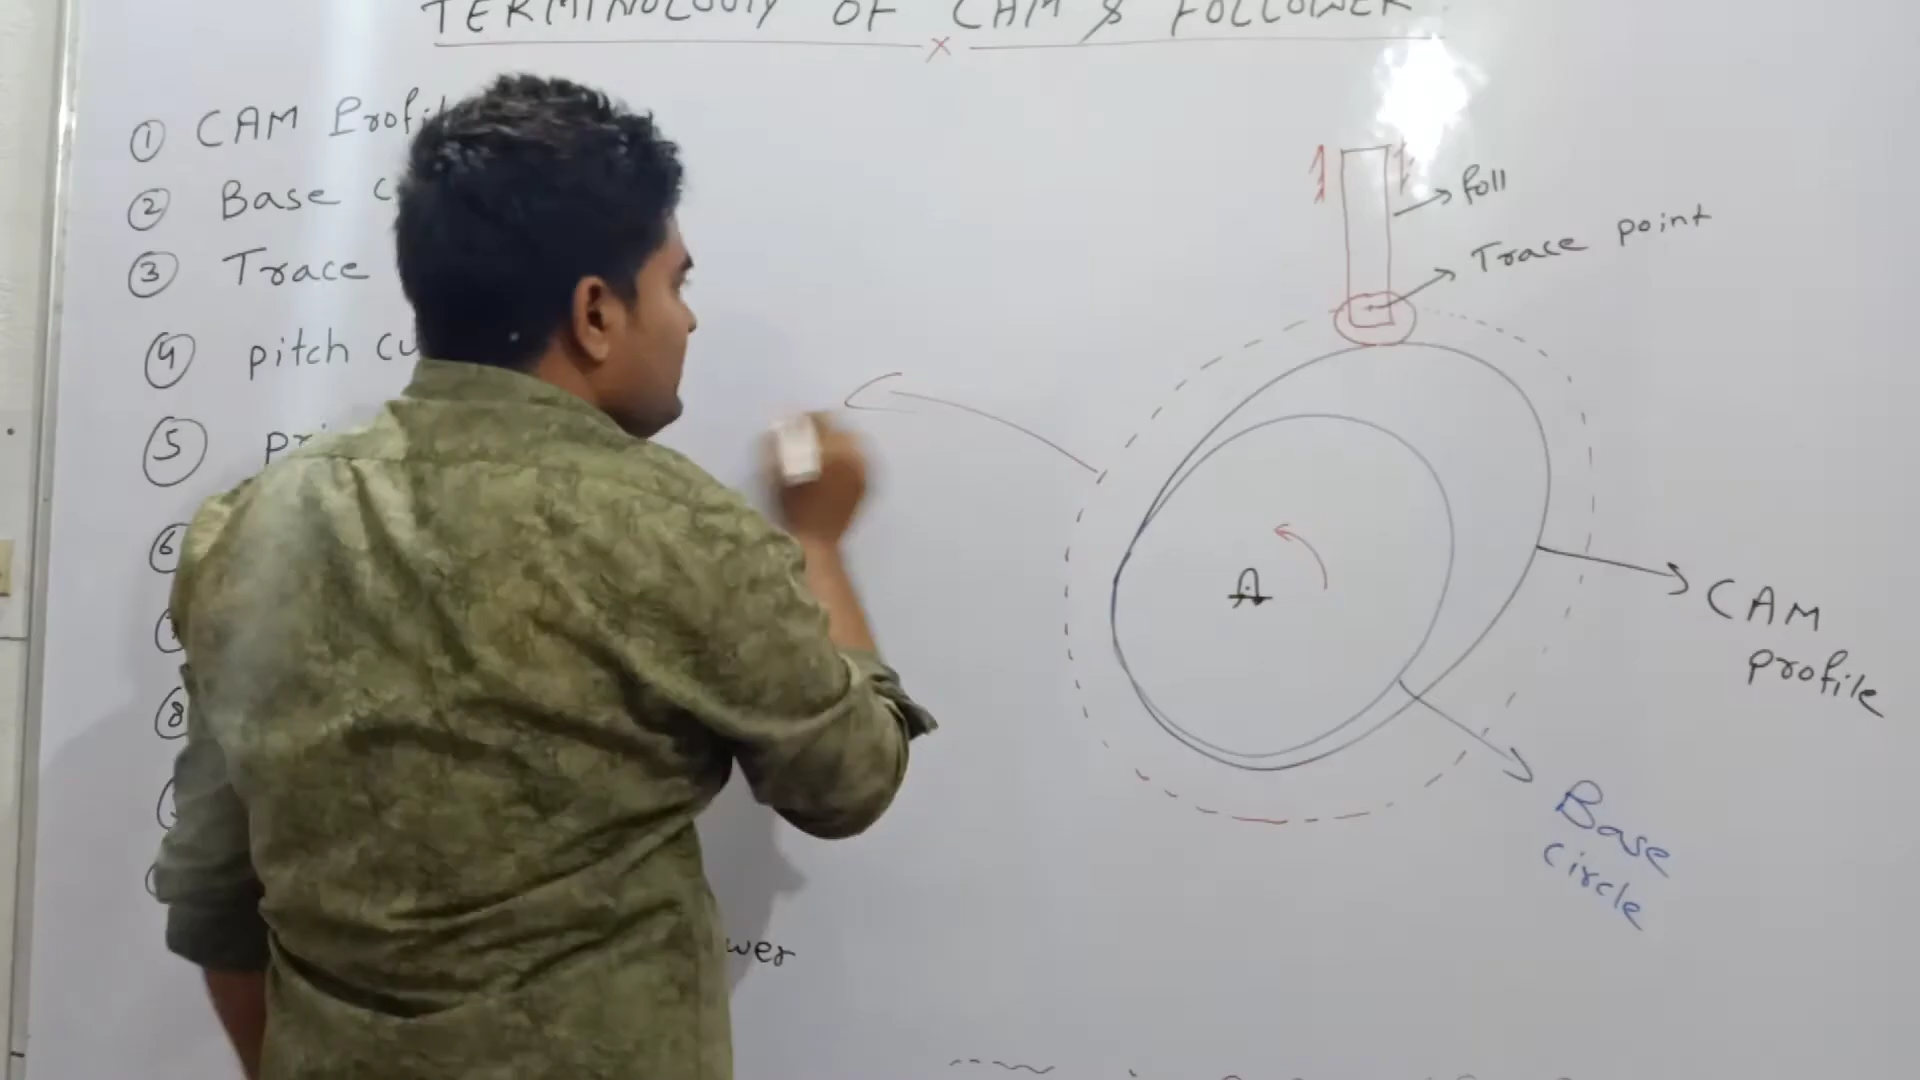 TERMINOLOGY OF CAM & FOLLOWER
① CAM Profi
② Base c
③ Trace
④ pitch cu
⑤ pri
⑥
⑧
wer
foll
Trace point
A
CAM
profile
Base
circle